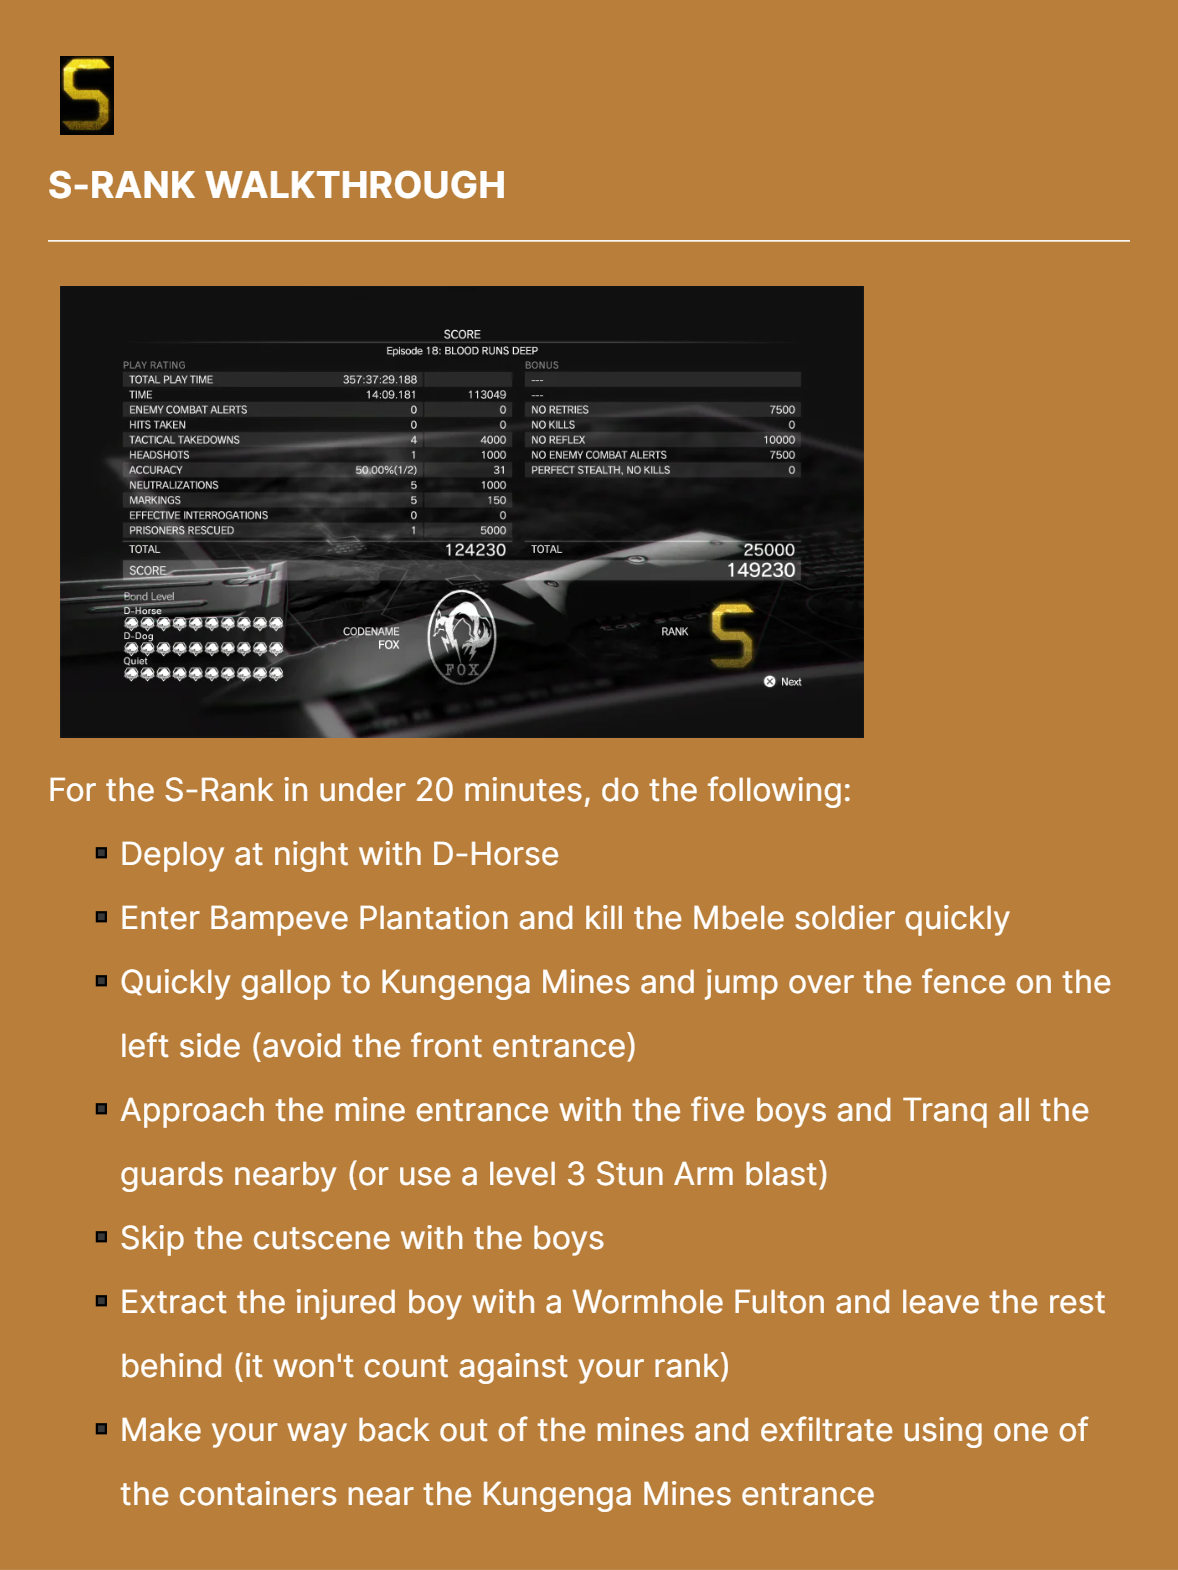 S
S-RANK WALKTHROUGH
SCORE
Episode 18: BLOOD RUNS DEEP
PLAY RATING
TOTAL PLAY TIME 357:37:29.188
TIME 14:09.181 113049
ENEMY COMBAT ALERTS 0 0
HITS TAKEN 0 0
TACTICAL TAKEDOWNS 4 4000
HEADSHOTS 1 1000
ACCURACY 50.00%(1/2) 31
NEUTRALIZATIONS 5 1000
MARKINGS 5 150
EFFECTIVE INTERROGATIONS 0 0
PRISONERS RESCUED 1 5000
TOTAL 124230
BONUS
---
---
NO RETRIES 7500
NO KILLS 0
NO REFLEX 10000
NO ENEMY COMBAT ALERTS 7500
PERFECT STEALTH, NO KILLS 0
TOTAL 25000
SCORE 149230
Bond Level
D-Horse
D-Dog
Quiet
CODENAME
FOX
FOX
RANK S
Next
For the S-Rank in under 20 minutes, do the following:
Deploy at night with D-Horse
Enter Bampeve Plantation and kill the Mbele soldier quickly
Quickly gallop to Kungenga Mines and jump over the fence on the
left side (avoid the front entrance)
Approach the mine entrance with the five boys and Tranq all the
guards nearby (or use a level 3 Stun Arm blast)
Skip the cutscene with the boys
Extract the injured boy with a Wormhole Fulton and leave the rest
behind (it won't count against your rank)
Make your way back out of the mines and exfiltrate using one of
the containers near the Kungenga Mines entrance